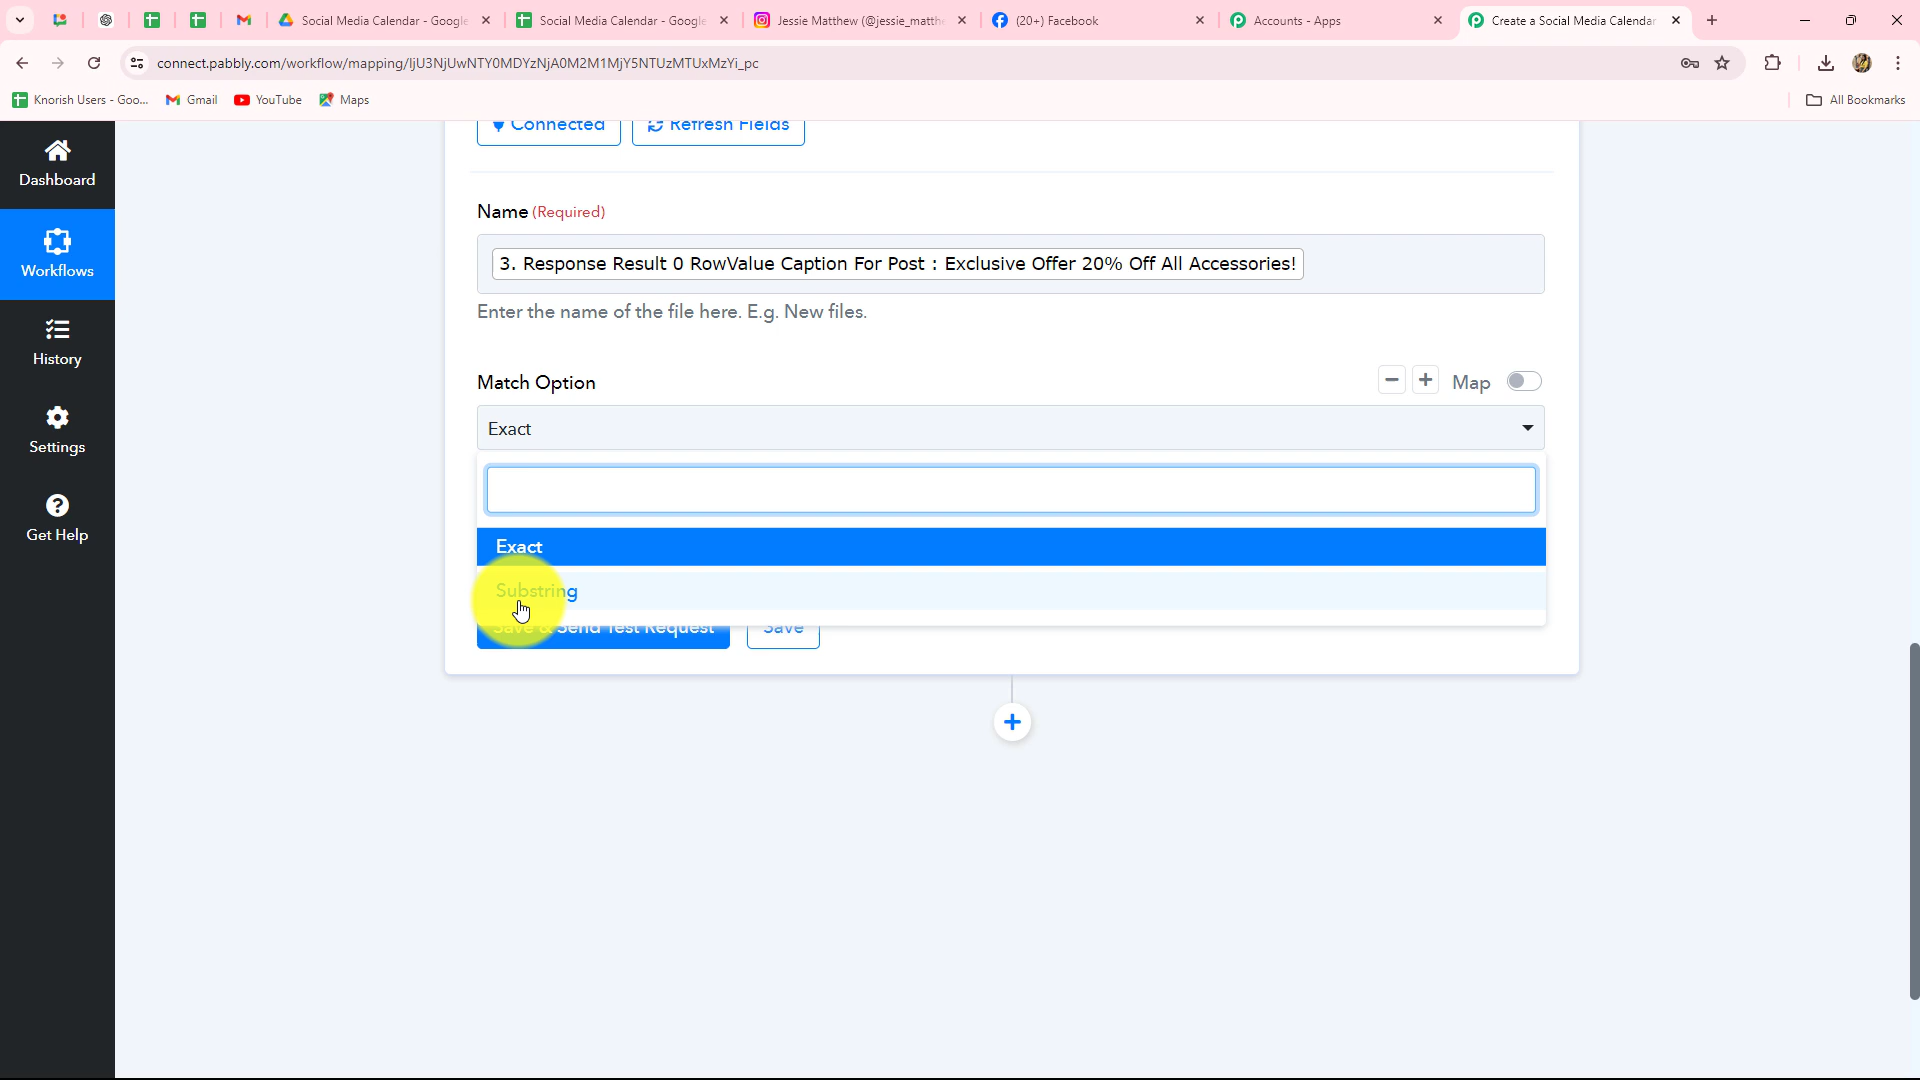 Social Media Calendar - Google
Social Media Calendar - Google
Jessie Matthew (@jessie_matthe
(20+) Facebook
Accounts - Apps
Create a Social Media Calendar
connect.pabbly.com/workflow/mapping/IjU3NjUwNTY0MDYzNjA0M2M1MjY5NTUzMTUxMzYi_pc
Knorish Users - Goo...
Gmail
YouTube
Maps
All Bookmarks
Dashboard
Workflows
History
Settings
Get Help
Connected
Refresh Fields
Name (Required)
3. Response Result 0 RowValue Caption For Post : Exclusive Offer 20% Off All Accessories!
Enter the name of the file here. E.g. New files.
Match Option
Map
Exact
Exact
Substring
Save & Send Test Request
Save